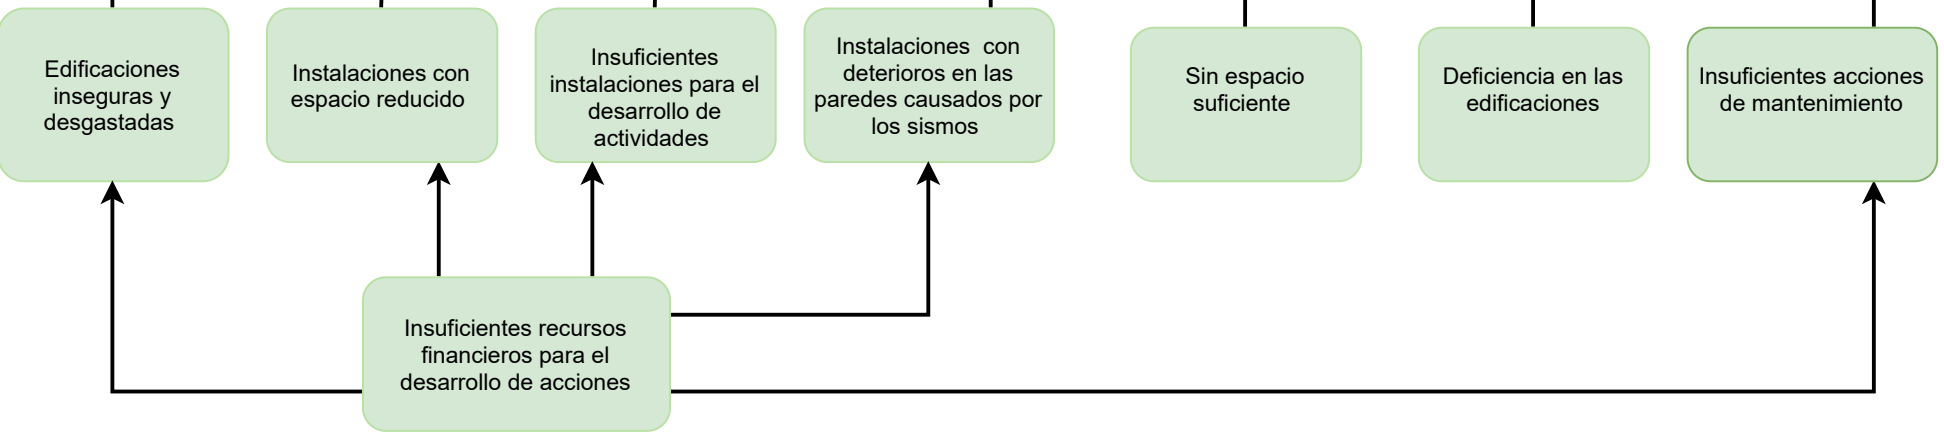 Edificaciones
inseguras y
desgastadas
Instalaciones con
espacio reducido
Insuficientes
instalaciones para el
desarrollo de
actividades
Instalaciones con
deterioros en las
paredes causados por
los sismos
Sin espacio
suficiente
Deficiencia en las
edificaciones
Insuficientes acciones
de mantenimiento
Insuficientes recursos
financieros para el
desarrollo de acciones